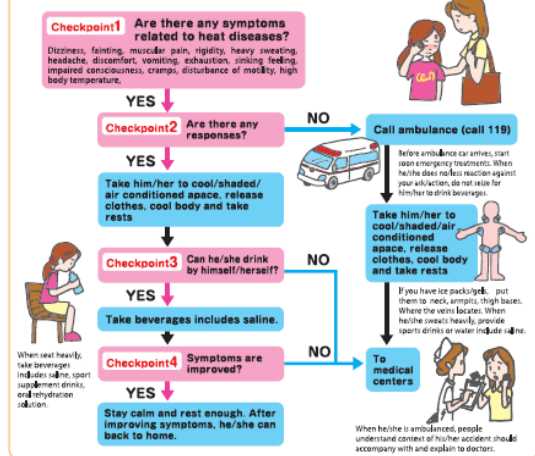 Checkpoint1 Are there any symptoms
related to heat diseases?
Dizziness, fainting, muscular pain, rigidity, heavy sweating,
headache, discomfort, vomiting, exhaustion, sinking feeling,
impaired consciousness, cramps, disturbance of motility, high
body temperature,
YES
Checkpoint2 Are there any
responses?
NO
Call ambulance (call 119)
Before ambulance car arrives, start
soon emergency treatments. When
he/she does no/less reaction against
your ask/action, do not seize for
him/her to drink beverages.
YES
Take him/her to cool/shaded/
air conditioned apace, release
clothes, cool body and take
rests
Take him/her to
cool/shaded/air
conditioned
apace, release
clothes, cool body
and take rests
Checkpoint3 Can he/she drink
by himself/herself?
NO
YES
If you have ice packs/gels, put
them to neck, armpits, thigh bases.
Where the veins locates. When
he/she sweats heavily, provide
sports drinks or water include saline.
Take beverages includes saline.
When seat heavily,
take beverages
includes saline, sport
supplement drinks,
oral rehydration
solution.
Checkpoint4 Symptoms are
improved?
NO
To
medical
centers
YES
Stay calm and rest enough. After
improving symptoms, he/she can
back to home.
When he/she is ambulanced, people
understand context of his/her accident should
accompany with and explain to doctors.